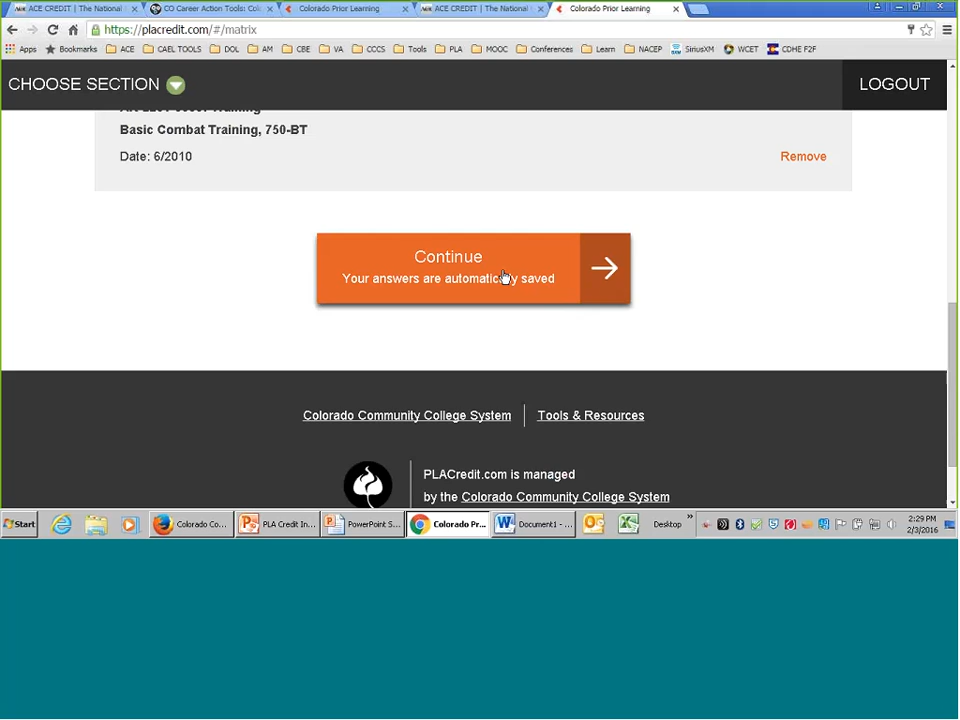 ACE CREDIT | The National
CO Career Action Tools: Col
Colorado Prior Learning
ACE CREDIT | The National
Colorado Prior Learning
https://placredit.com/#/matrix
Apps
Bookmarks
ACE
CAEL TOOLS
DOL
AM
CBE
VA
CCCS
Tools
PLA
MOOC
Conferences
Learn
NACEP
SiriusXM
WCET
CDHE F2F
CHOOSE SECTION
LOGOUT
Basic Combat Training, 750-BT
Date: 6/2010
Remove
Continue
Your answers are automatically saved
Colorado Community College System
Tools & Resources
PLACredit.com is managed
by the Colorado Community College System
Start
Colorado Co...
PLA Credit In...
PowerPoint S...
Colorado Pr...
Document1 - ...
Desktop
2:29 PM
2/3/2016